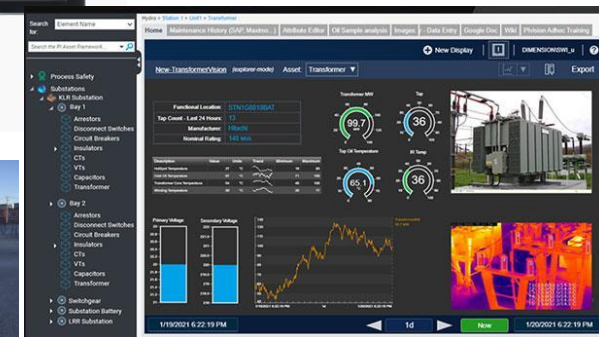 Search for:
Element Name
Search the PI Asset Framework...
Process Safety
Substations
KLR Substation
Bay 1
Arrestors
Disconnect Switches
Circuit Breakers
Insulators
CTs
VTs
Capacitors
Transformer
Bay 2
Arrestors
Disconnect Switches
Circuit Breakers
Insulators
CTs
VTs
Capacitors
Transformer
Switchgear
Substation Battery
LRR Substation
Hydra > Station 1 > Unit1 > Transformer
Home
Maintenance History (SAP, Maximo...)
Attribute Editor
Oil Sample analysis
Images
Data Entry
Google Doc
Wiki
PIvision Adhoc Training
New Display
New-TransformerVision (explorer-mode) Asset: Transformer
Export
Functional Location:
Tap Count - Last 24 Hours: 13
Manufacturer: Hitachi
Nominal Rating:
Transformer MW
99.7
Tap
36
Top Oil Temperature
65.1
IR Temp
36
Description Value Units Trend Minimum Maximum
Primary Voltage
Secondary Voltage
1/19/2021 6:22:19 PM
1d
Now
1/20/2021 6:22:19 PM